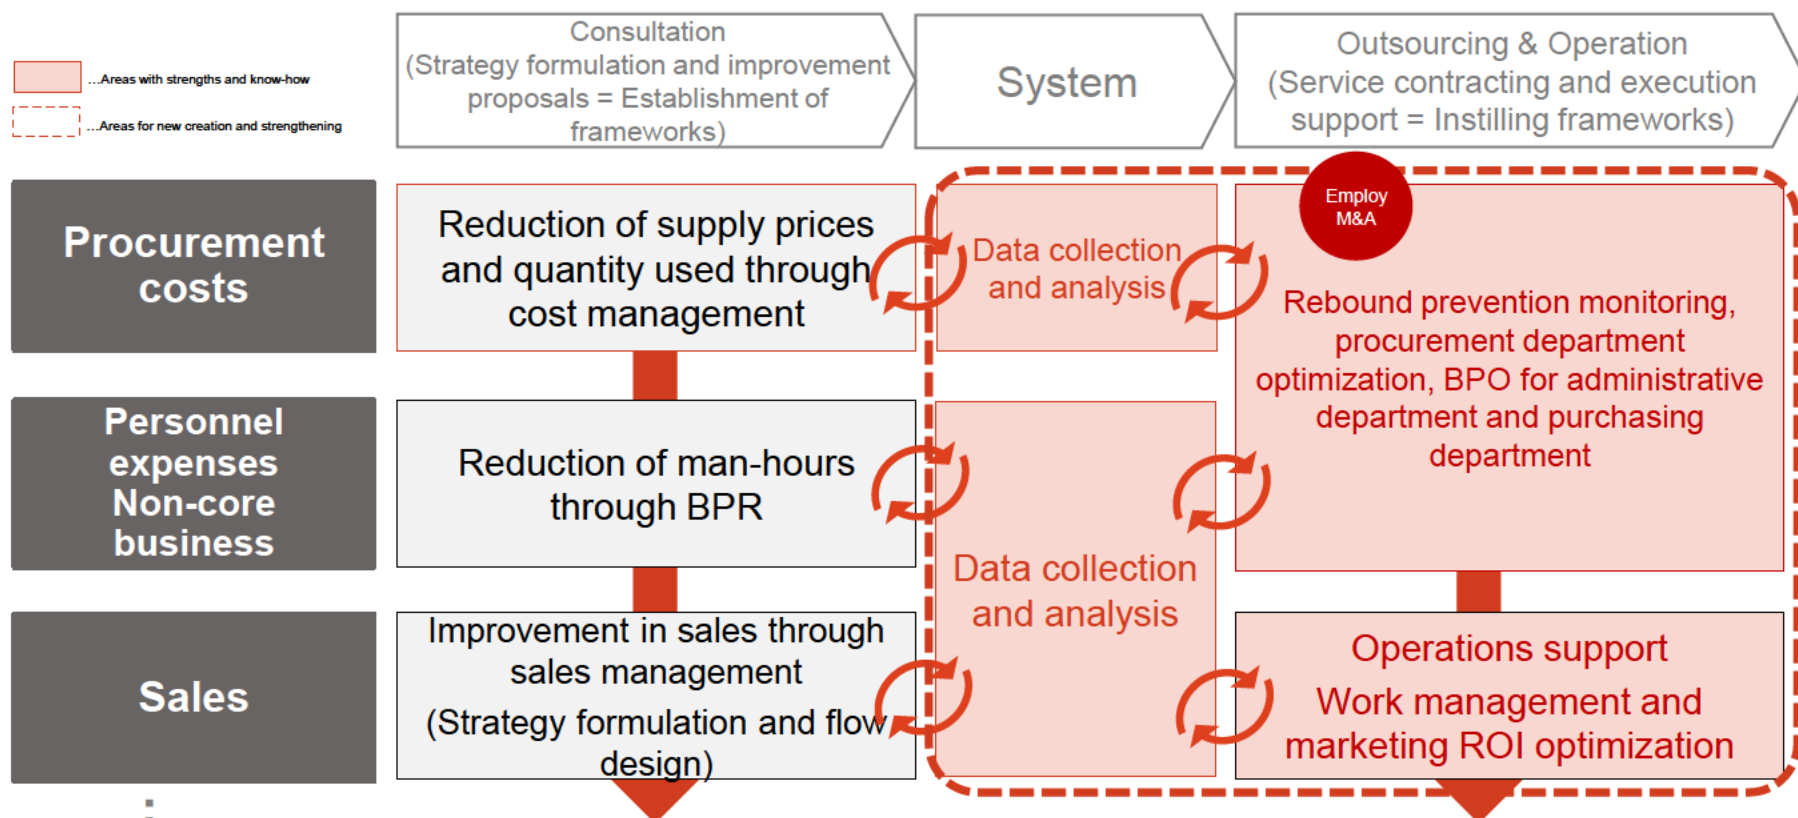 Consultation
(Strategy formulation and improvement
proposals = Establishment of
frameworks)
System
Outsourcing & Operation
(Service contracting and execution
support = Instilling frameworks)
...Areas with strengths and know-how
...Areas for new creation and strengthening
Procurement
costs
Reduction of supply prices
and quantity used through
cost management
Data collection
and analysis
Employ
M&A
Rebound prevention monitoring,
procurement department
optimization, BPO for administrative
department and purchasing
department
Personnel
expenses
Non-core
business
Reduction of man-hours
through BPR
Data collection
and analysis
Sales
Improvement in sales through
sales management
(Strategy formulation and flow
design)
Operations support
Work management and
marketing ROI optimization